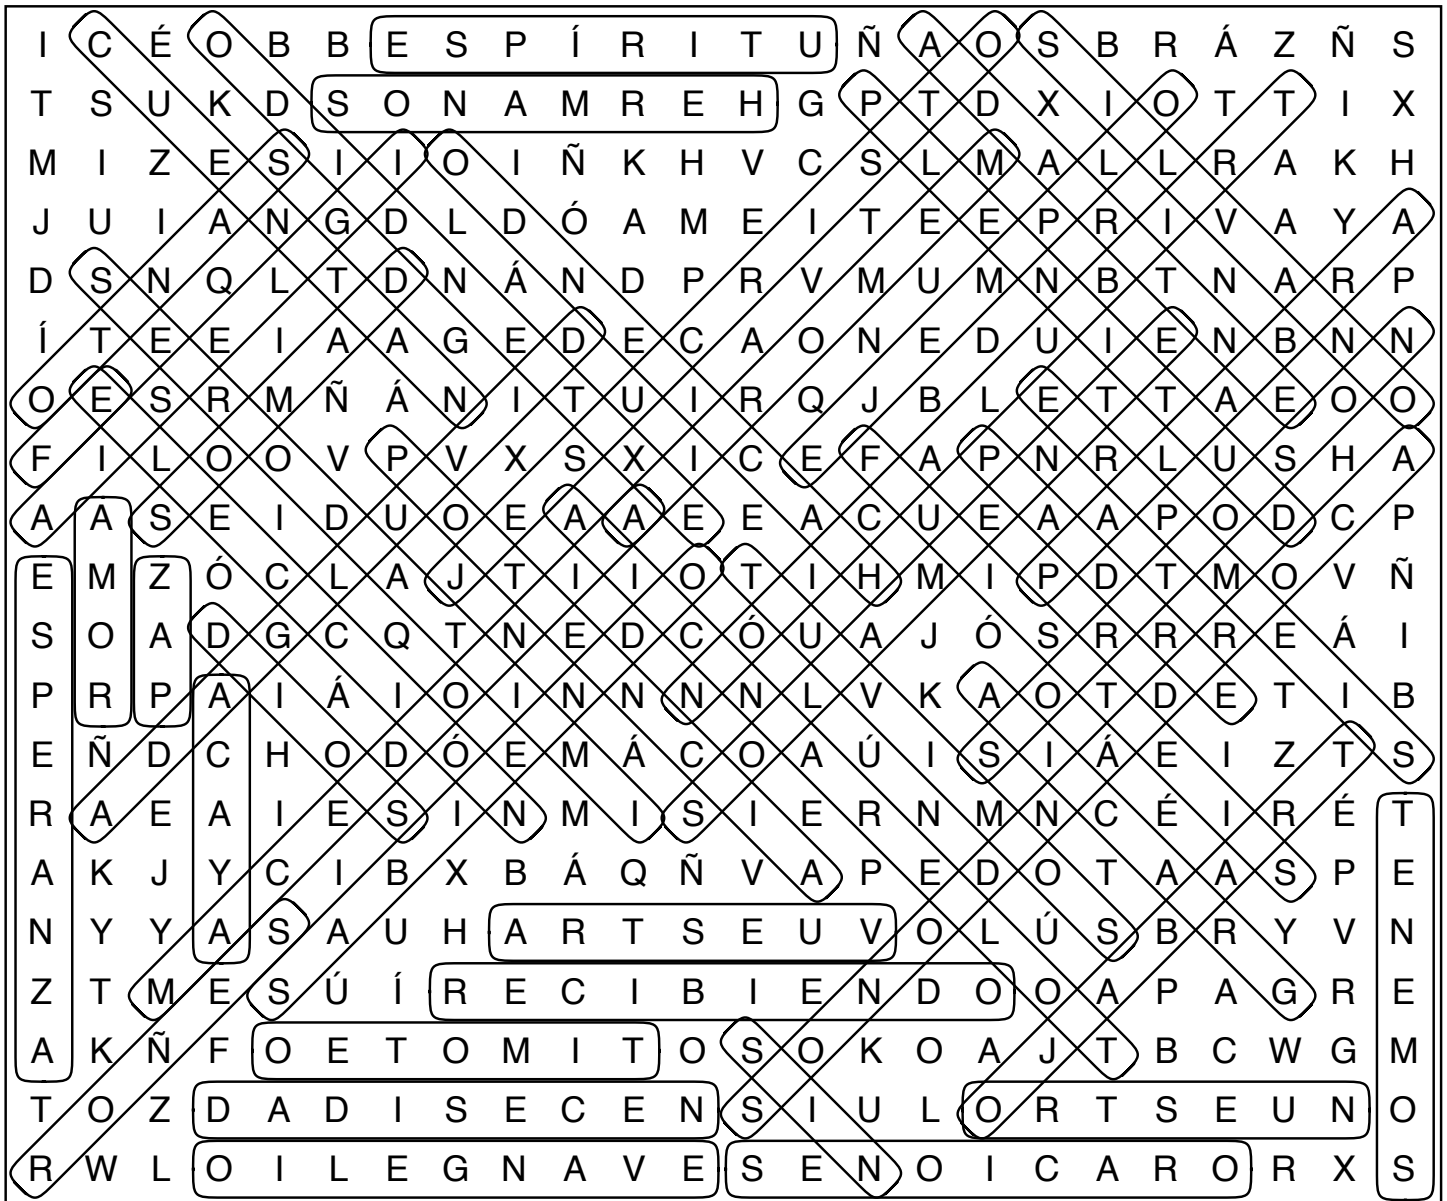 I C É O B B E S P Í R I T U Ñ A O S B R Á Z Ñ S
T S U K D S O N A M R E H G P T D X I O T T I X
M I Z E S I I O I Ñ K H V C S L M A L L R A K H
J U I A N G D L D Ó A M E I T E E P R I V A Y A
D S N Q L T D N Á N D P R V M U M N B T N A R P
Í T E E I A A G E D E C A O N E D U I E N B N N
O E S R M Ñ Á N I T U I R Q J B L E T T A E O O
F I L O O V P V X S X I C E F A P N R L U S H A
A A S E I D U O E A A E E A C U E A A P O D C P
E M Z Ó C L A J T I I O T I H M I P D T M O V Ñ
S O A D G C Q T N E D C Ó U A J Ó S R R R E Á I
P R P A I Á I O I N N N N L V K A O T D E T I B
E Ñ D C H O D Ó E M Á C O A Ú I S I Á E I Z T S
R A E A I E S I N M I S I E R N M N C É I R É T
A K J Y C I B X B Á Q Ñ V A P E D O T A A S P E
N Y Y A S A U H A R T S E U V O L Ú S B R Y V N
Z T M E S Ú Í R E C I B I E N D O O A P A G R E
A K Ñ F O E T O M I T O S O K O A J T B C W G M
T O Z D A D I S E C E N S I U L O R T S E U N O
R W L O I L E G N A V E S E N O I C A R O R X S